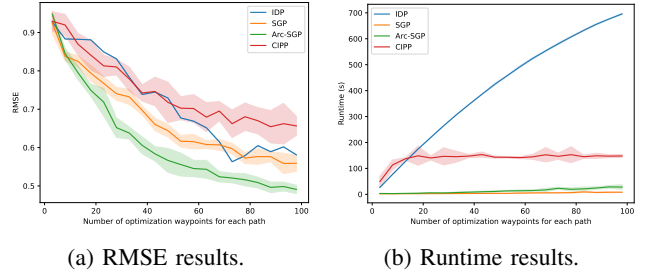 IDP
SGP
Arc-SGP
CIPP
0.9
0.8
0.7
0.6
0.5
RMSE
0
20
40
60
80
100
Number of optimization waypoints for each path
(a) RMSE results.
IDP
SGP
Arc-SGP
CIPP
700
600
500
400
300
200
100
0
Runtime (s)
0
20
40
60
80
100
Number of optimization waypoints for each path
(b) Runtime results.